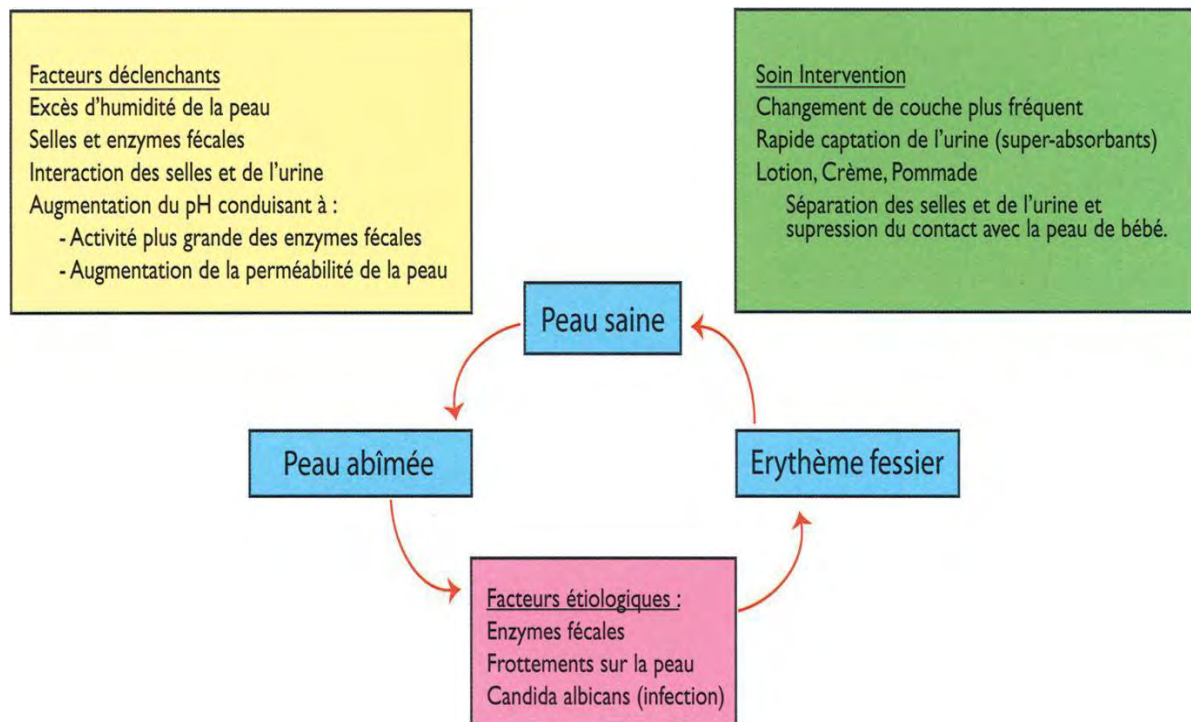 Facteurs déclenchants
Excès d'humidité de la peau
Selles et enzymes fécales
Interaction des selles et de l'urine
Augmentation du pH conduisant à :
- Activité plus grande des enzymes fécales
- Augmentation de la perméabilité de la peau
Soin Intervention
Changement de couche plus fréquent
Rapide captation de l'urine (super-absorbants)
Lotion, Crème, Pommade
Séparation des selles et de l'urine et
supression du contact avec la peau de bébé.
Peau saine
Peau abîmée
Erythème fessier
Facteurs étiologiques :
Enzymes fécales
Frottements sur la peau
Candida albicans (infection)